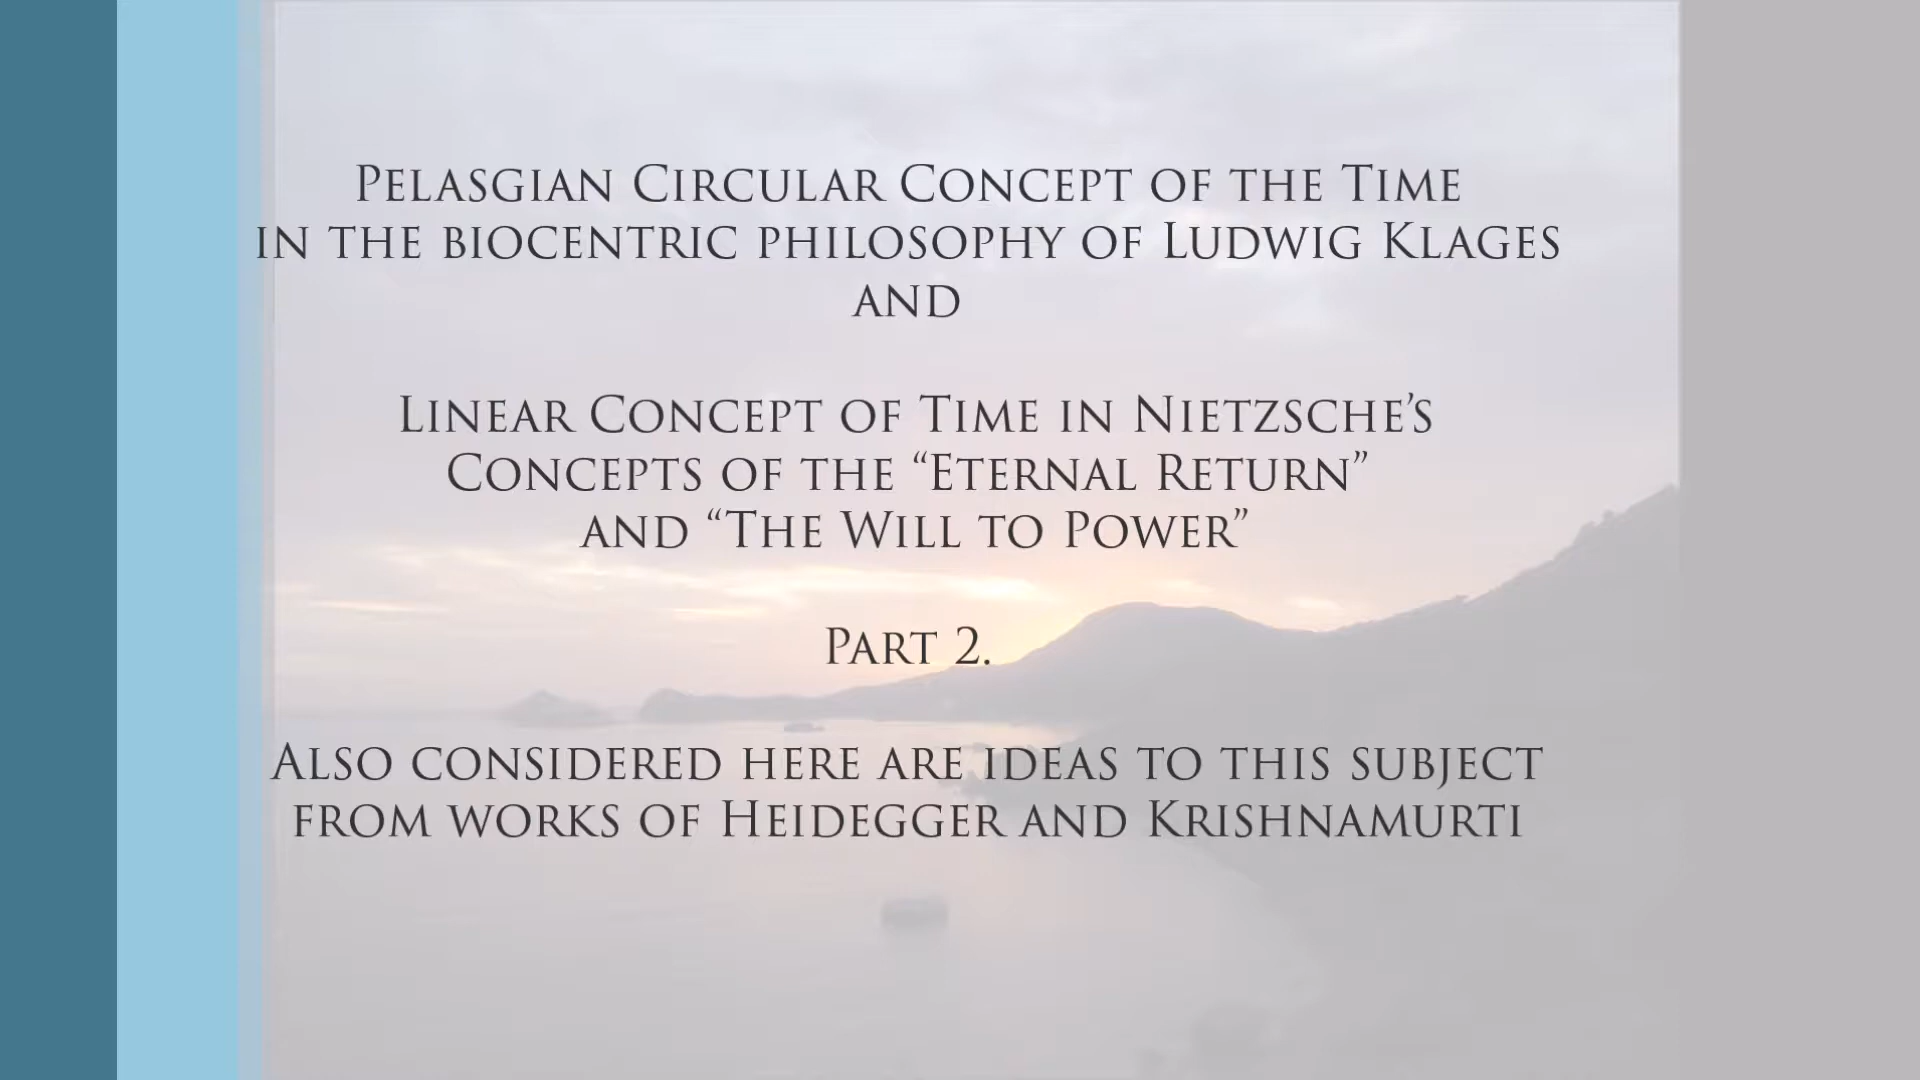 Pelasgian Circular Concept of the Time
in the biocentric philosophy of Ludwig Klages
and
Linear Concept of Time in Nietzsche’s
Concepts of the “Eternal Return”
and “The Will to Power”
Part 2.
Also considered here are ideas to this subject
from works of Heidegger and Krishnamurti